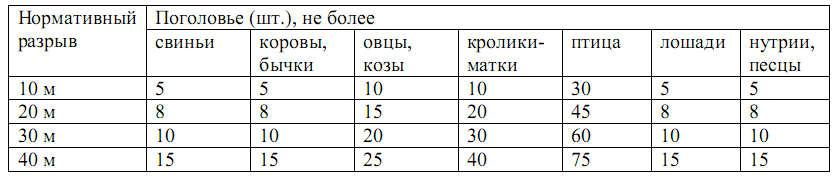 Нормативный разрыв Поголовье (шт.), не более
свиньи коровы, бычки овцы, козы кролики-матки птица лошади нутрии, песцы
10 м 5 5 10 10 30 5 5
20 м 8 8 15 20 45 8 8
30 м 10 10 20 30 60 10 10
40 м 15 15 25 40 75 15 15